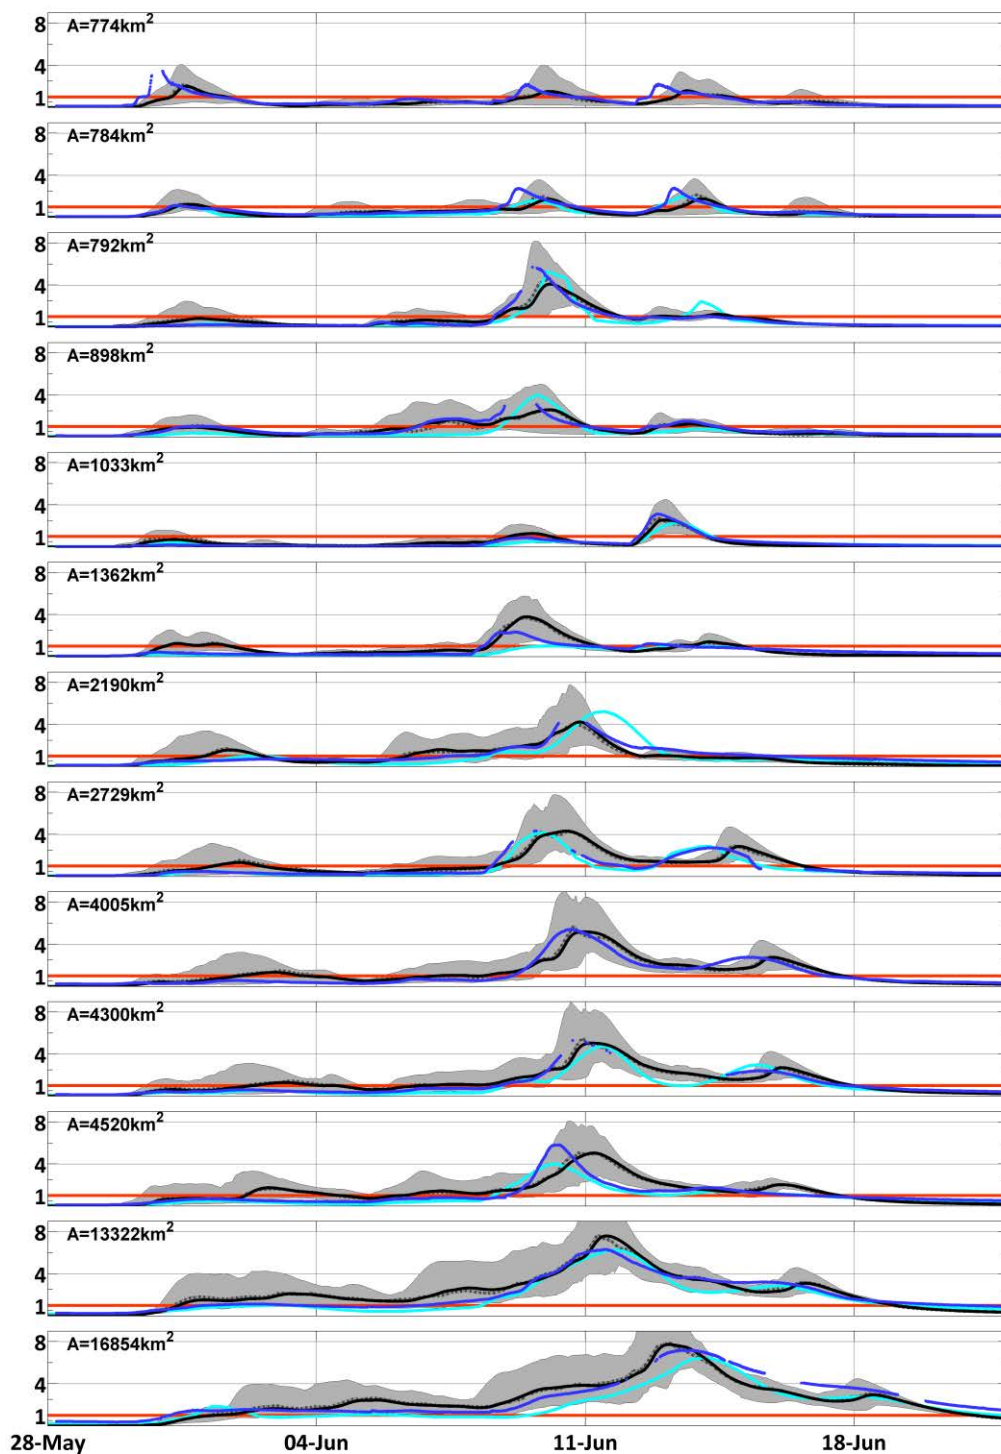 8
A=774km²
4
1
8
A=784km²
4
1
8
A=792km²
4
1
8
A=898km²
4
1
8
A=1033km²
4
1
8
A=1362km²
4
1
8
A=2190km²
4
1
8
A=2729km²
4
1
8
A=4005km²
4
1
8
A=4300km²
4
1
8
A=4520km²
4
1
8
A=13322km²
4
1
8
A=16854km²
4
1
28-May 04-Jun 11-Jun 18-Jun